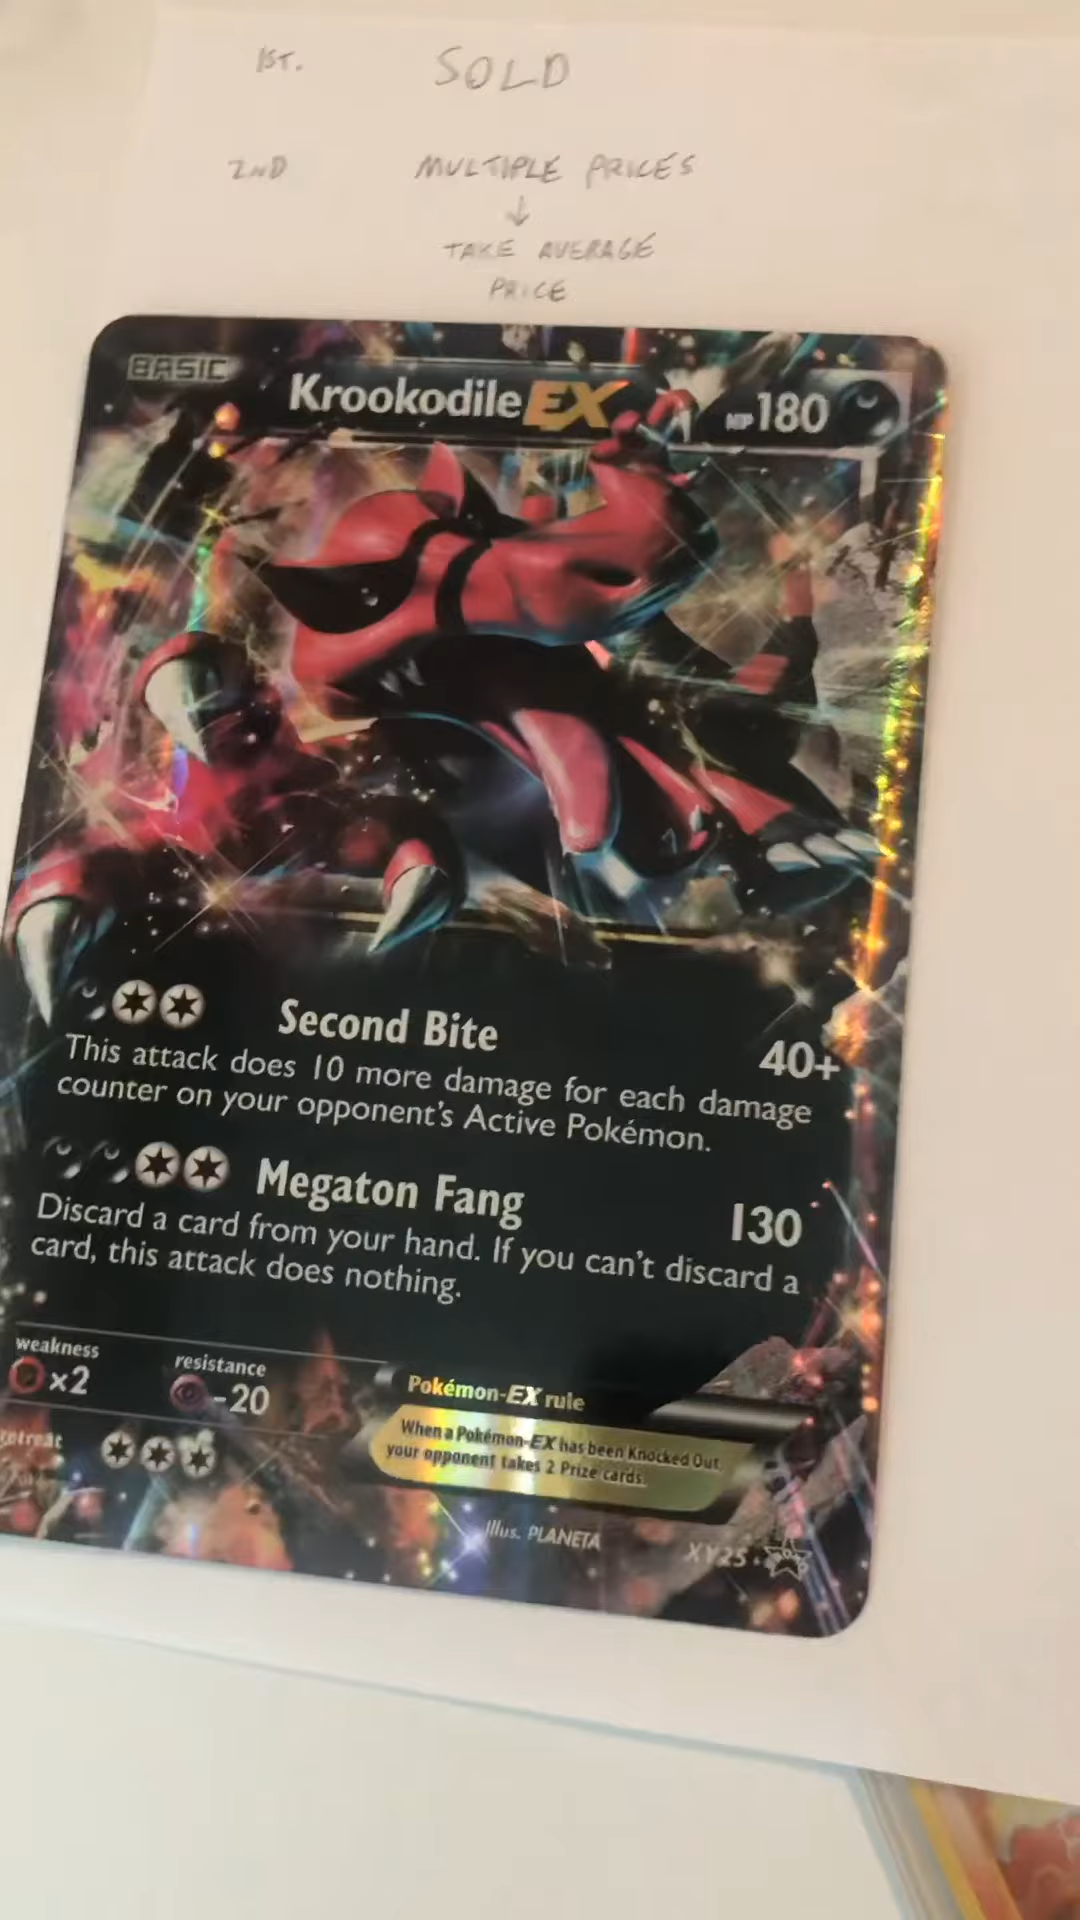 1ST. SOLD
2ND MULTIPLE PRICES
↓
TAKE AVERAGE
PRICE
BASIC
Krookodile EX HP180
Second Bite 40+
This attack does 10 more damage for each damage
counter on your opponent's Active Pokémon.
Megaton Fang 130
Discard a card from your hand. If you can't discard a
card, this attack does nothing.
weakness
×2
resistance
-20
retreat
Pokémon-EX rule
When a Pokémon-EX has been Knocked Out,
your opponent takes 2 Prize cards.
Illus. PLANETA
XY25